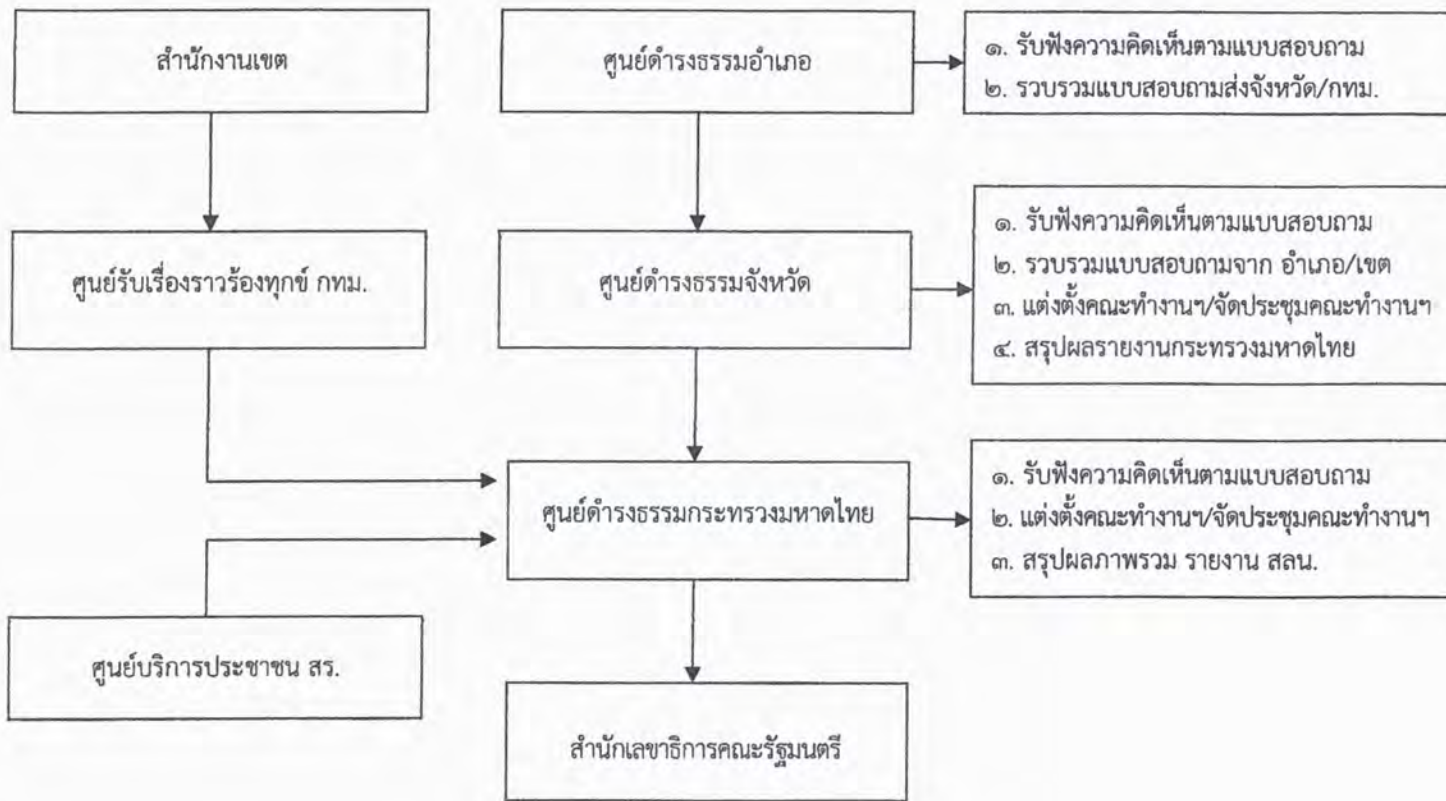 สำนักงานเขต
ศูนย์ดำรงธรรมอำเภอ
๑. รับฟังความคิดเห็นตามแบบสอบถาม
๒. รวบรวมแบบสอบถามส่งจังหวัด/กทม.
ศูนย์รับเรื่องราวร้องทุกข์ กทม.
ศูนย์ดำรงธรรมจังหวัด
๑. รับฟังความคิดเห็นตามแบบสอบถาม
๒. รวบรวมแบบสอบถามจาก อำเภอ/เขต
๓. แต่งตั้งคณะทำงานฯ/จัดประชุมคณะทำงานฯ
๔. สรุปผลรายงานกระทรวงมหาดไทย
ศูนย์ดำรงธรรมกระทรวงมหาดไทย
๑. รับฟังความคิดเห็นตามแบบสอบถาม
๒. แต่งตั้งคณะทำงานฯ/จัดประชุมคณะทำงานฯ
๓. สรุปผลภาพรวม รายงาน สลน.
ศูนย์บริการประชาชน สร.
สำนักเลขาธิการคณะรัฐมนตรี